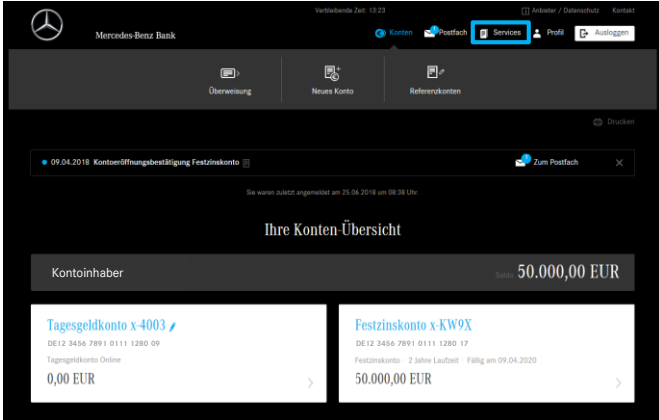 Verbleibende Zeit: 13:23
Anbieter / Datenschutz Kontakt
Mercedes-Benz Bank
Konten Postfach Services Profil Ausloggen
Überweisung Neues Konto Referenzkonten
Drucken
09.04.2018 Kontoeröffnungsbestätigung Festzinskonto
Zum Postfach
Sie waren zuletzt angemeldet am 25.06.2018 um 08:38 Uhr.
Ihre Konten-Übersicht
Kontoinhaber
Saldo 50.000,00 EUR
Tagesgeldkonto x-4003
DE12 3456 7891 0111 1280 09
Tagesgeldkonto Online
0,00 EUR
Festzinskonto x-KW9X
DE12 3456 7891 0111 1280 17
Festzinskonto · 2 Jahre Laufzeit · Fällig am 09.04.2020
50.000,00 EUR